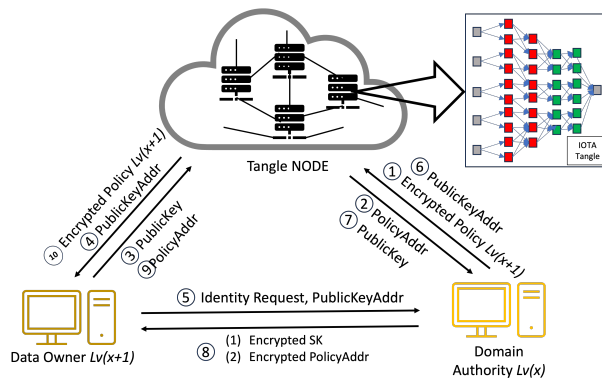 IOTA
Tangle
Tangle NODE
⑩ Encrypted Policy Lv(x+1)
④ PublicKeyAddr
③ PublicKey
⑨ PolicyAddr
⑥ PublicKeyAddr
① Encrypted Policy Lv(x+1)
② PolicyAddr
⑦ PublicKey
⑤ Identity Request, PublicKeyAddr
⑧ (1) Encrypted SK
(2) Encrypted PolicyAddr
Data Owner Lv(x+1)
Domain
Authority Lv(x)